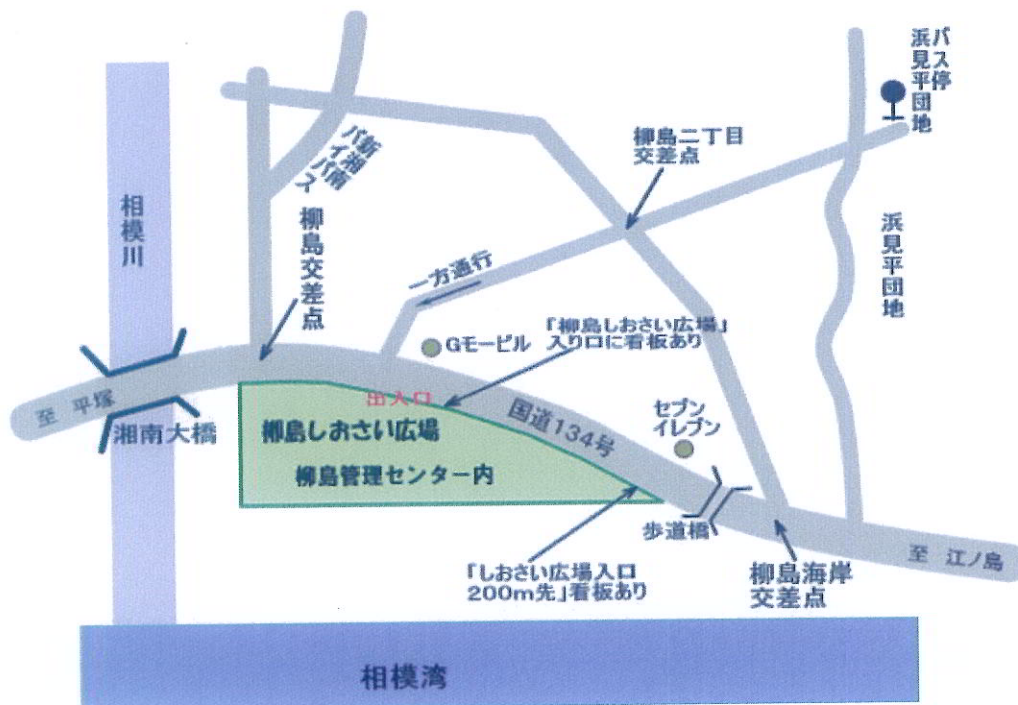 バス停
浜見平団地
柳島二丁目
交差点
新湘南
バイパス
相模川
柳島交差点
浜見平団地
一方通行
「柳島しおさい広場」
入り口に看板あり
Gモービル
出入口
至 平塚
湘南大橋
柳島しおさい広場
国道134号
セブン
イレブン
柳島管理センター内
歩道橋
至 江ノ島
「しおさい広場入口
200m先」看板あり
柳島海岸
交差点
相模湾